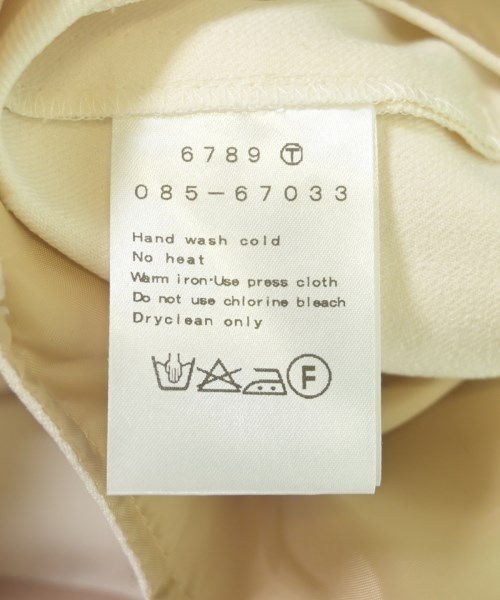 6789 Ⓣ
085-67033
Hand wash cold
No heat
Warm iron·Use press cloth
Do not use chlorine bleach
Dryclean only
F